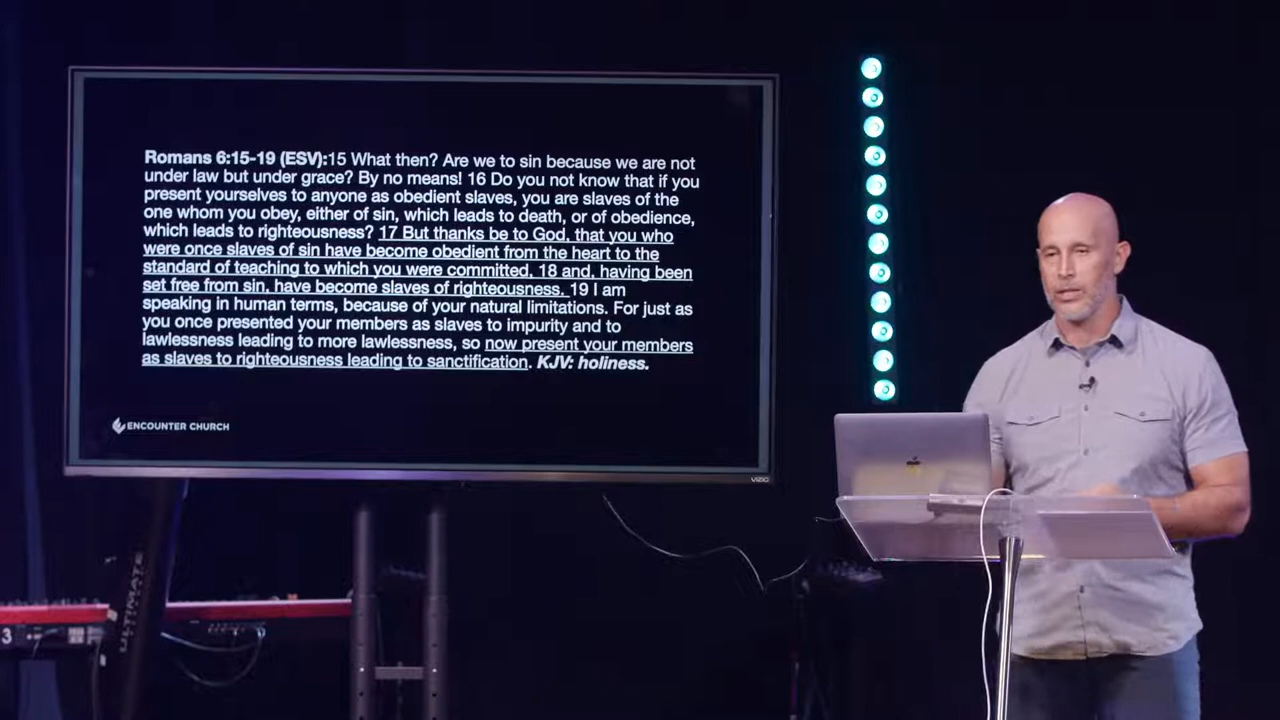 Romans 6:15-19 (ESV):15 What then? Are we to sin because we are not
under law but under grace? By no means! 16 Do you not know that if you
present yourselves to anyone as obedient slaves, you are slaves of the
one whom you obey, either of sin, which leads to death, or of obedience,
which leads to righteousness? 17 But thanks be to God, that you who
were once slaves of sin have become obedient from the heart to the
standard of teaching to which you were committed, 18 and, having been
set free from sin, have become slaves of righteousness. 19 I am
speaking in human terms, because of your natural limitations. For just as
you once presented your members as slaves to impurity and to
lawlessness leading to more lawlessness, so now present your members
as slaves to righteousness leading to sanctification. KJV: holiness.
ENCOUNTER CHURCH
VIZIO
ULTIMATE
3